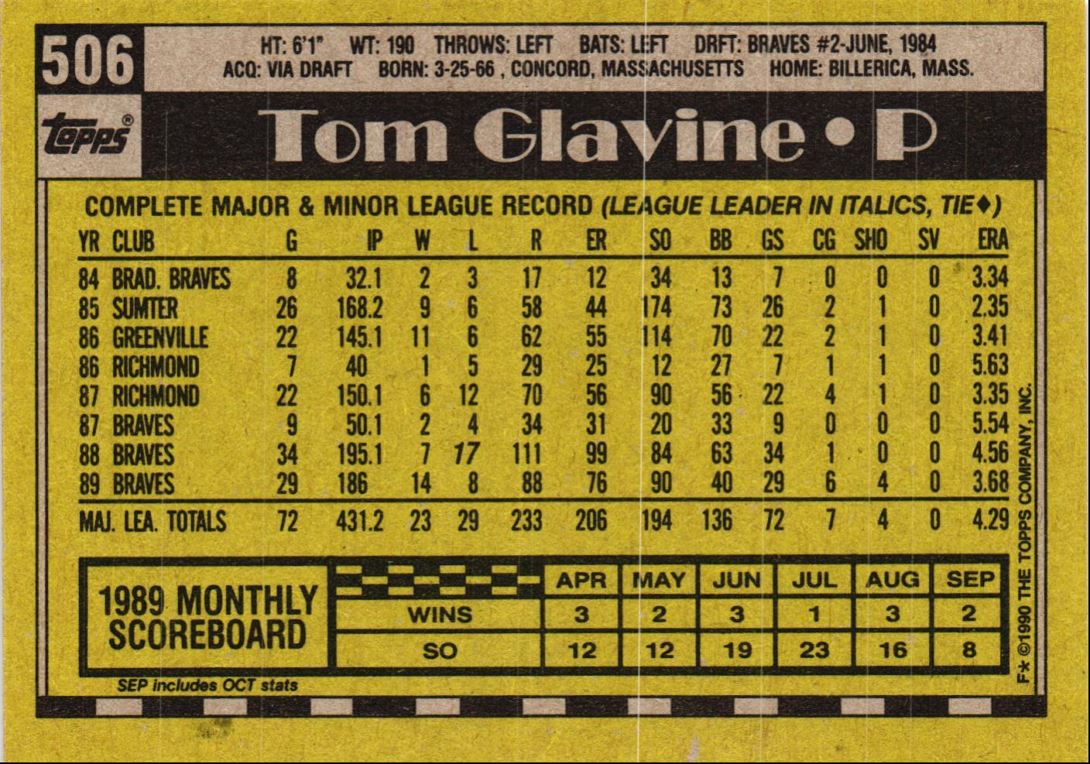 506
HT: 6'1" WT: 190 THROWS: LEFT BATS: LEFT DRFT: BRAVES #2-JUNE, 1984
ACQ: VIA DRAFT BORN: 3-25-66 , CONCORD, MASSACHUSETTS HOME: BILLERICA, MASS.
topps®
Tom Glavine • P
COMPLETE MAJOR & MINOR LEAGUE RECORD (LEAGUE LEADER IN ITALICS, TIE♦)
YR CLUB G IP W L R ER SO BB GS CG SHO SV ERA
84 BRAD. BRAVES 8 32.1 2 3 17 12 34 13 7 0 0 0 3.34
85 SUMTER 26 168.2 9 6 58 44 174 73 26 2 1 0 2.35
86 GREENVILLE 22 145.1 11 6 62 55 114 70 22 2 1 0 3.41
86 RICHMOND 7 40 1 5 29 25 12 27 7 1 1 0 5.63
87 RICHMOND 22 150.1 6 12 70 56 90 56 22 4 1 0 3.35
87 BRAVES 9 50.1 2 4 34 31 20 33 9 0 0 0 5.54
88 BRAVES 34 195.1 7 17 111 99 84 63 34 1 0 0 4.56
89 BRAVES 29 186 14 8 88 76 90 40 29 6 4 0 3.68
MAJ. LEA. TOTALS 72 431.2 23 29 233 206 194 136 72 7 4 0 4.29
1989 MONTHLY
SCOREBOARD
APR MAY JUN JUL AUG SEP
WINS 3 2 3 1 3 2
SO 12 12 19 23 16 8
SEP includes OCT stats
F* ©1990 THE TOPPS COMPANY, INC.